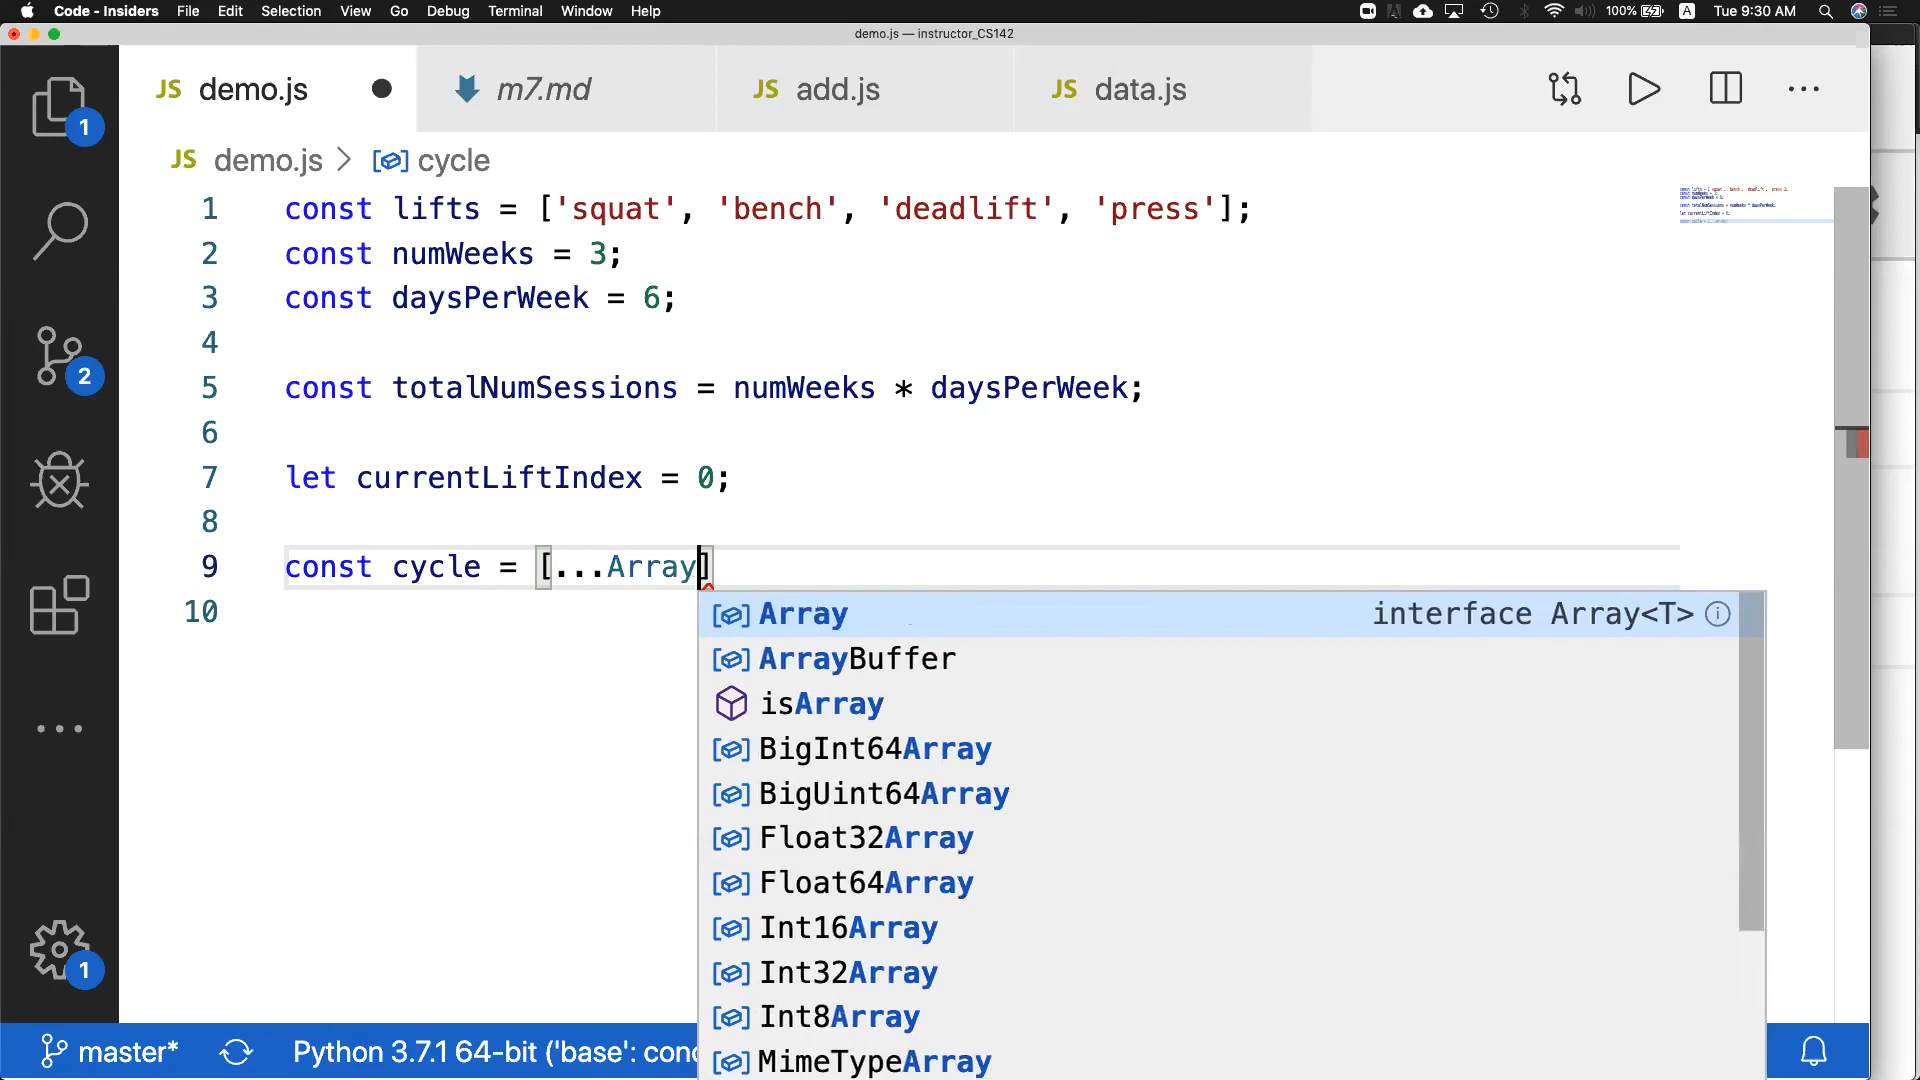 Code - Insiders File Edit Selection View Go Debug Terminal Window Help 100% A Tue 9:30 AM
demo.js — instructor_CS142
JS demo.js m7.md JS add.js JS data.js
JS demo.js > cycle
1 const lifts = ['squat', 'bench', 'deadlift', 'press'];
2 const numWeeks = 3;
3 const daysPerWeek = 6;
4
5 const totalNumSessions = numWeeks * daysPerWeek;
6
7 let currentLiftIndex = 0;
8
9 const cycle = [...Array]
10
Array interface Array<T>
ArrayBuffer
isArray
BigInt64Array
BigUint64Array
Float32Array
Float64Array
Int16Array
Int32Array
Int8Array
MimeTypeArray
1
2
1
master* Python 3.7.1 64-bit ('base': con